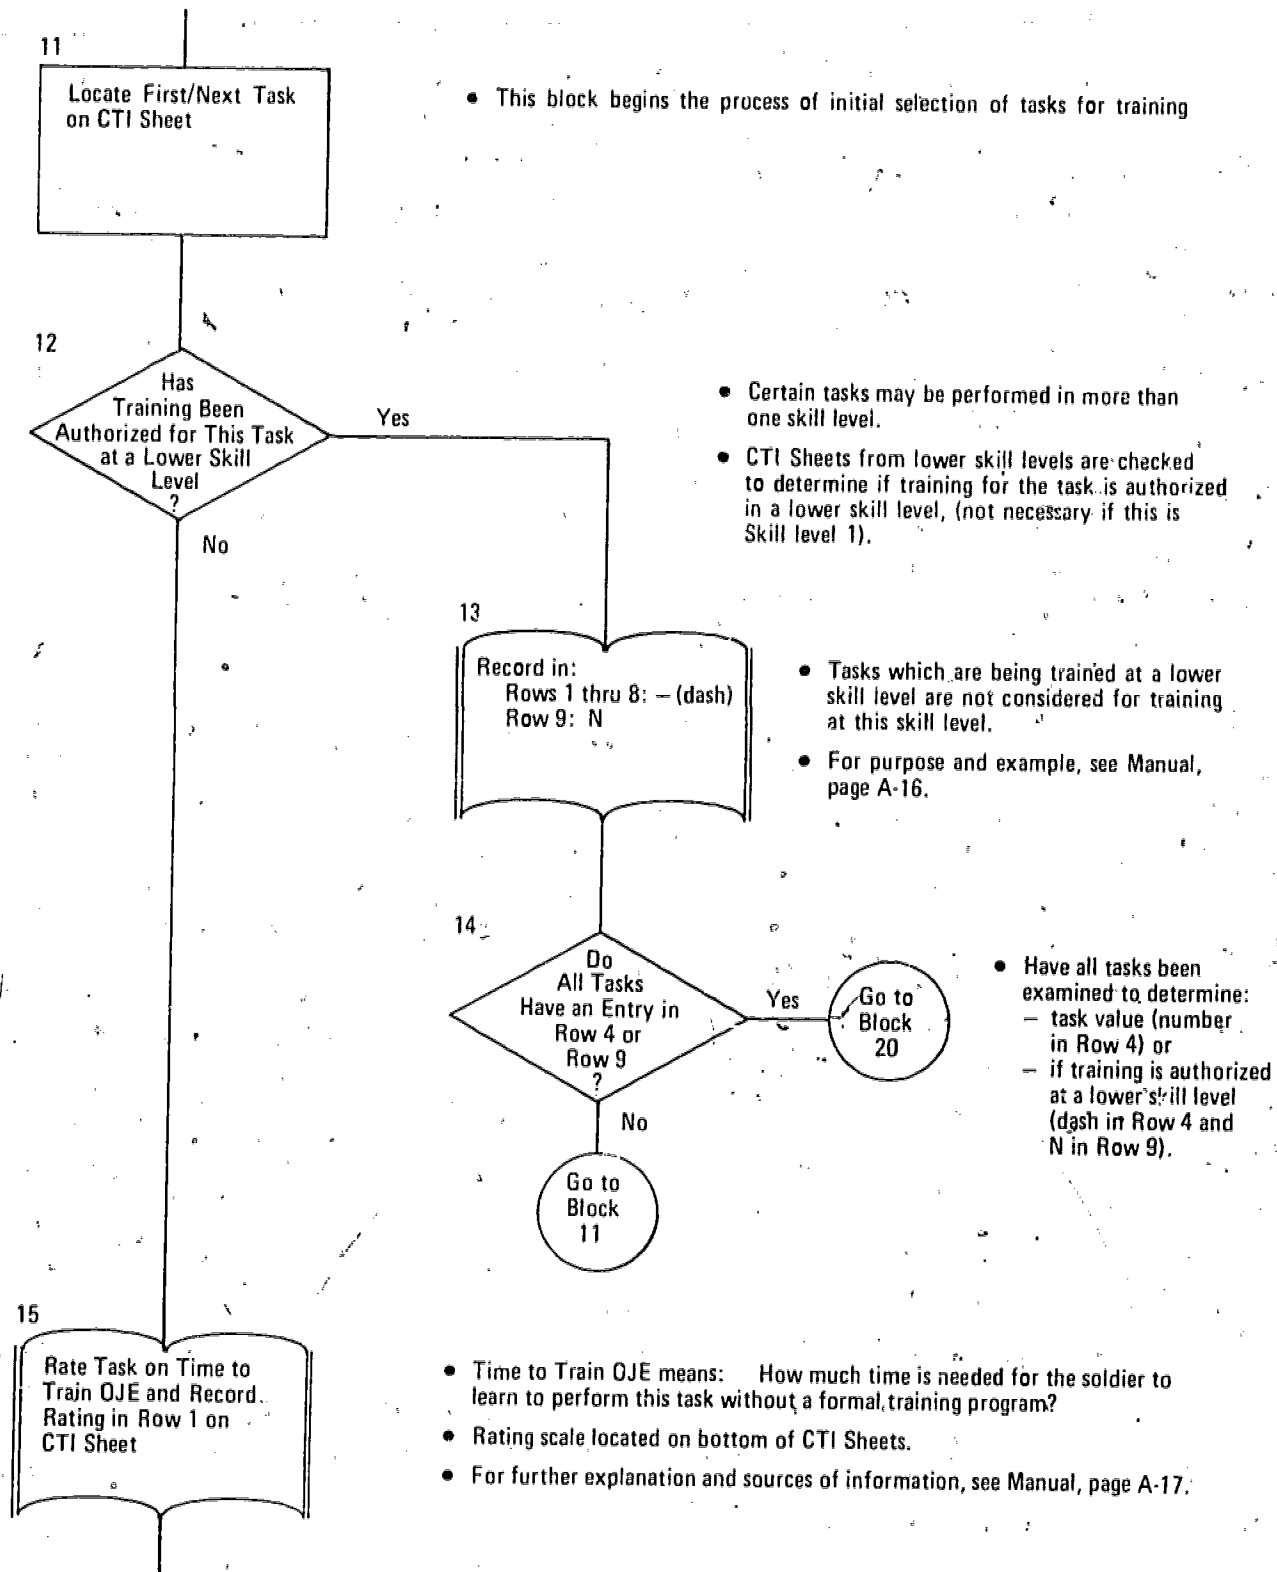 11
Locate First/Next Task
on CTI Sheet
• This block begins the process of initial selection of tasks for training
12
Has
Training Been
Authorized for This Task
at a Lower Skill
Level
?
Yes
No
• Certain tasks may be performed in more than
one skill level.
• CTI Sheets from lower skill levels are checked
to determine if training for the task is authorized
in a lower skill level, (not necessary if this is
Skill level 1).
13
Record in:
Rows 1 thru 8: – (dash)
Row 9: N
• Tasks which are being trained at a lower
skill level are not considered for training
at this skill level.
• For purpose and example, see Manual,
page A-16.
14
Do
All Tasks
Have an Entry in
Row 4 or
Row 9
?
Yes
Go to
Block
20
No
Go to
Block
11
• Have all tasks been
examined to determine:
– task value (number
in Row 4) or
– if training is authorized
at a lower skill level
(dash in Row 4 and
N in Row 9).
15
Rate Task on Time to
Train OJE and Record
Rating in Row 1 on
CTI Sheet
• Time to Train OJE means: How much time is needed for the soldier to
learn to perform this task without a formal training program?
• Rating scale located on bottom of CTI Sheets.
• For further explanation and sources of information, see Manual, page A-17.